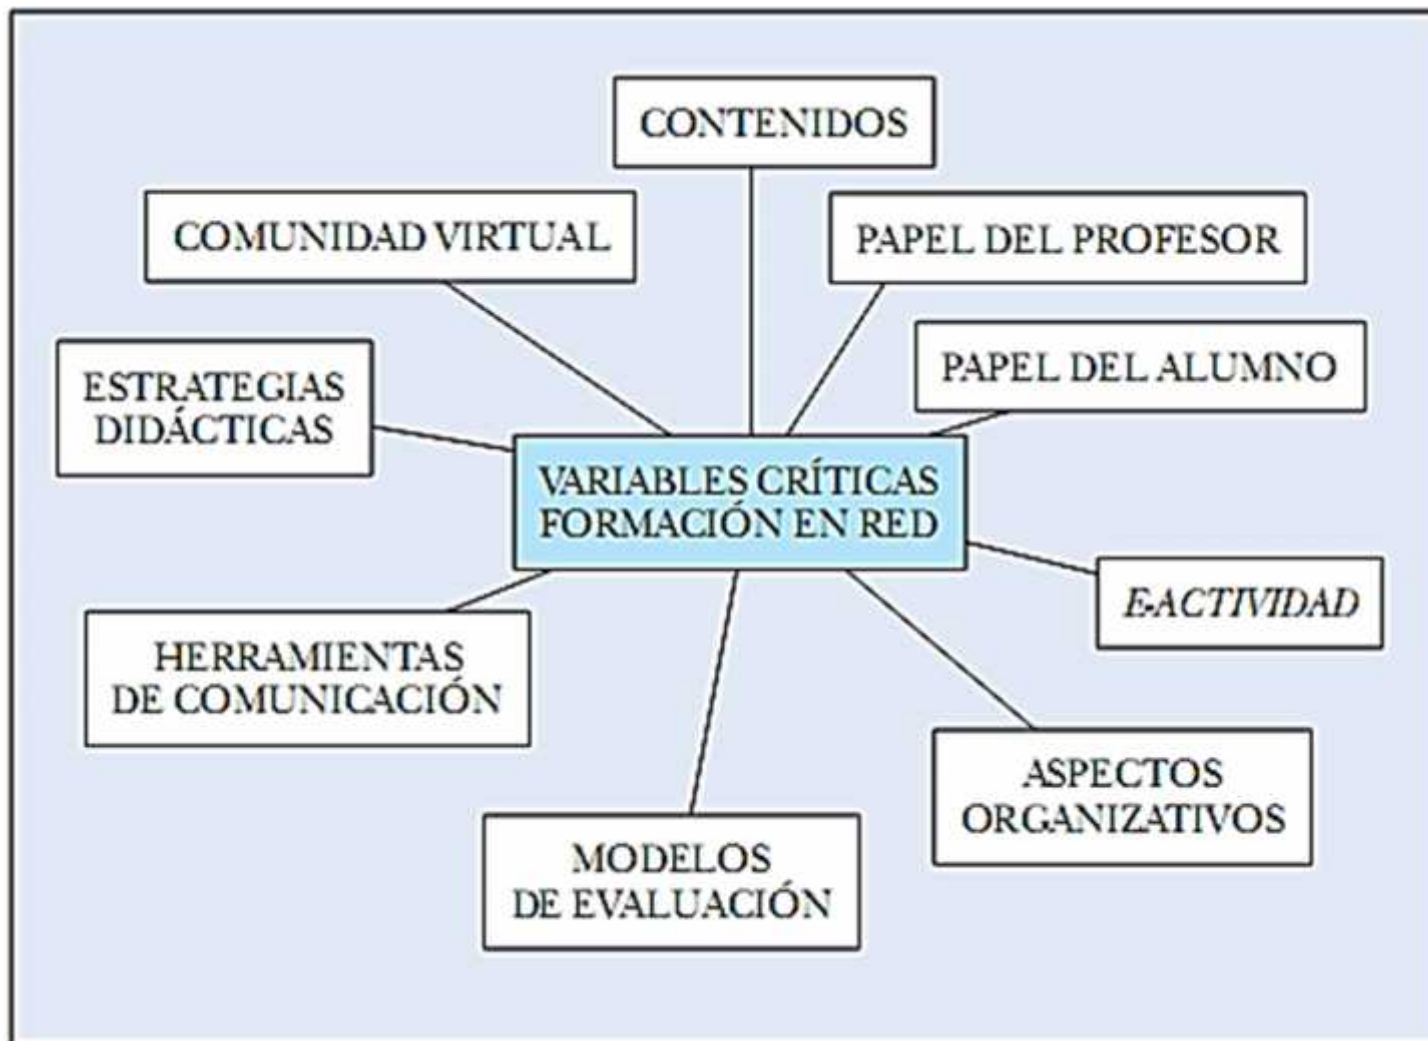 CONTENIDOS
COMUNIDAD VIRTUAL
PAPEL DEL PROFESOR
PAPEL DEL ALUMNO
ESTRATEGIAS
DIDÁCTICAS
VARIABLES CRÍTICAS
FORMACIÓN EN RED
E-ACTIVIDAD
HERRAMIENTAS
DE COMUNICACIÓN
ASPECTOS
ORGANIZATIVOS
MODELOS
DE EVALUACIÓN